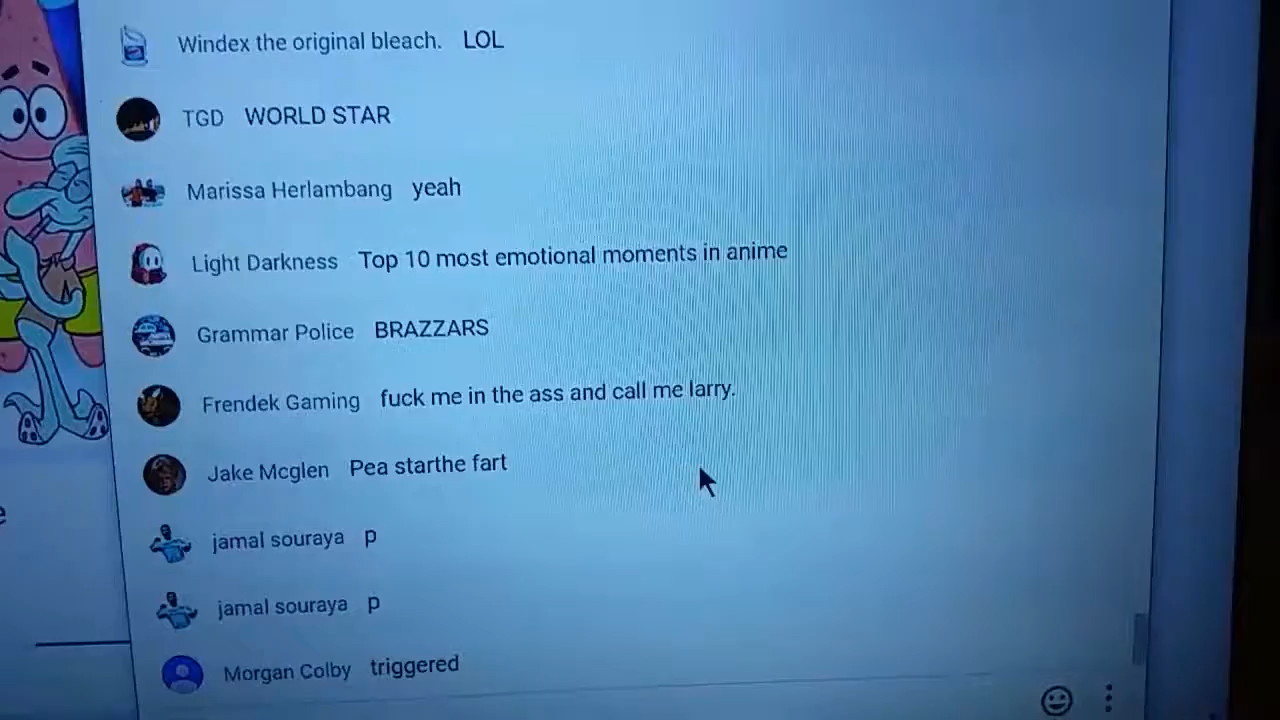 Windex the original bleach. LOL
TGD WORLD STAR
Marissa Herlambang yeah
Light Darkness Top 10 most emotional moments in anime
Grammar Police BRAZZARS
Frendek Gaming fuck me in the ass and call me larry.
Jake Mcglen Pea starthe fart
e
jamal souraya p
jamal souraya p
Morgan Colby triggered